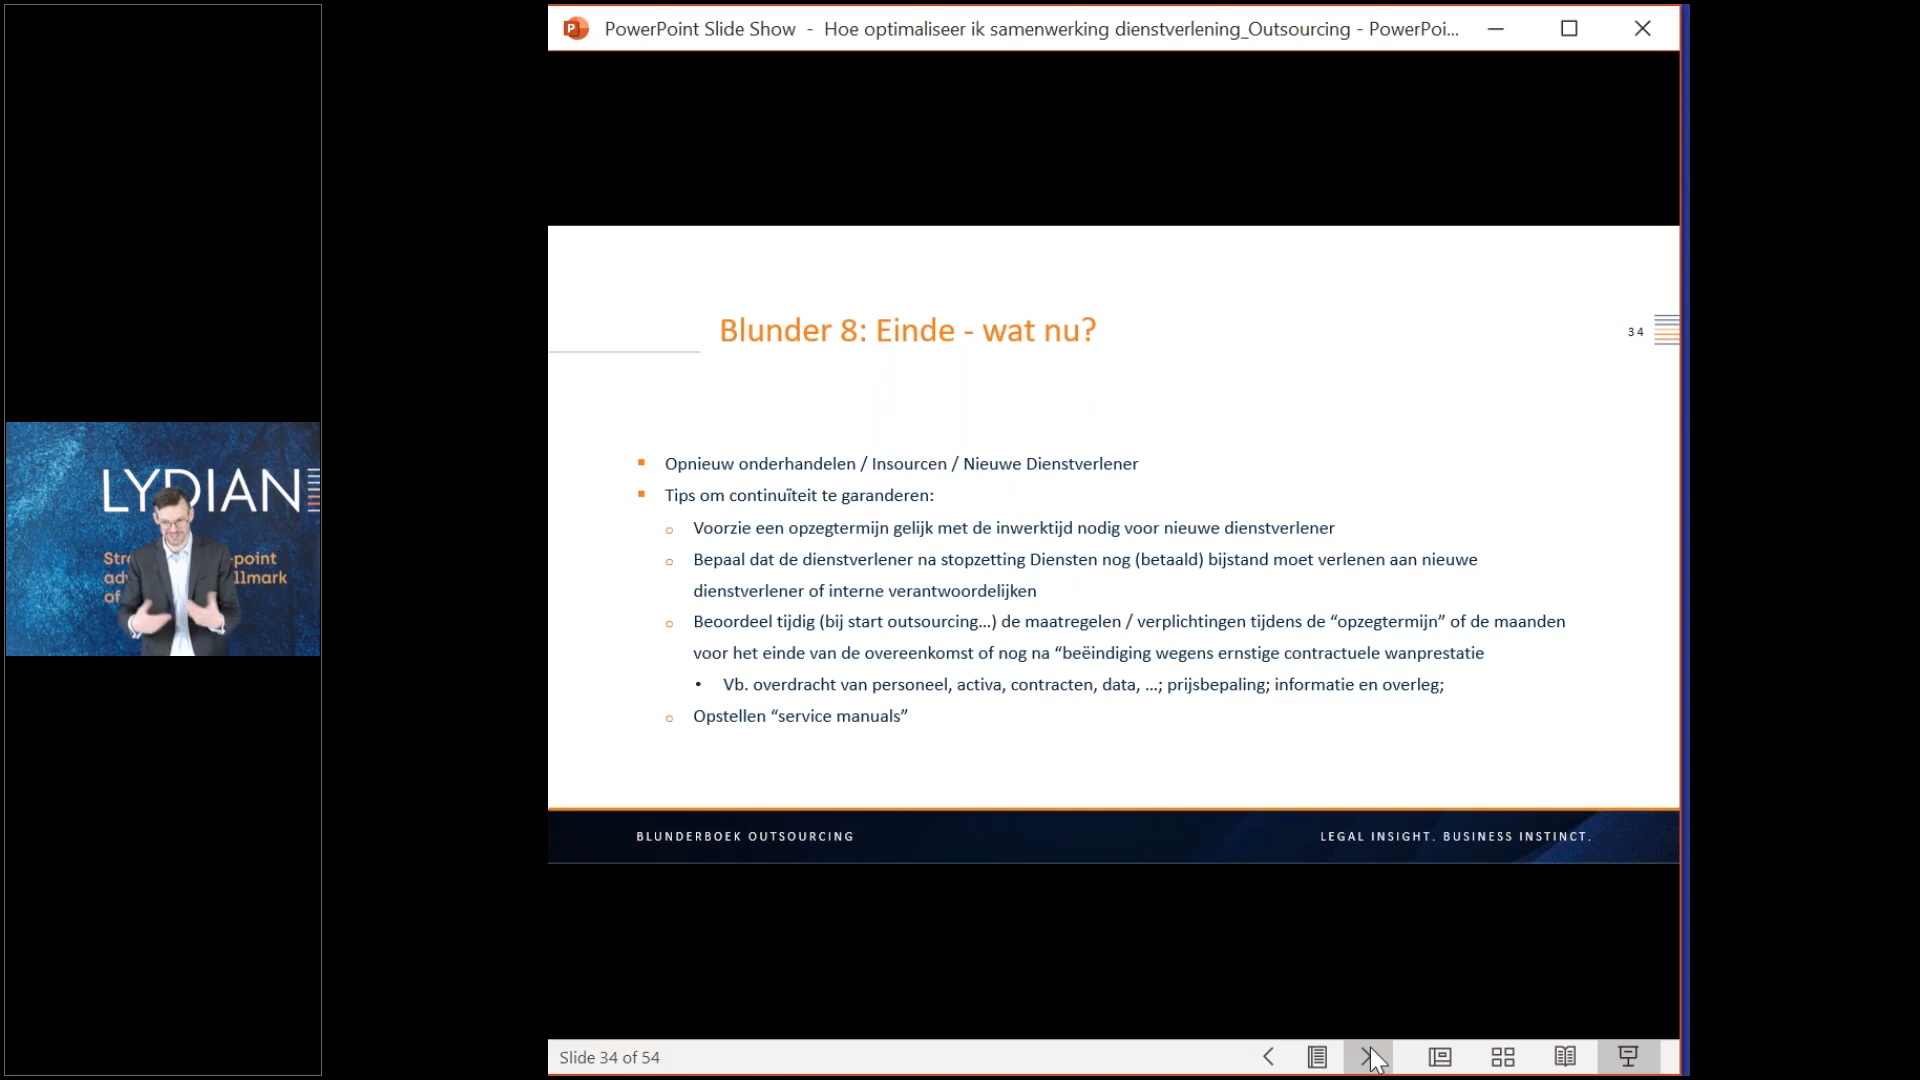 PowerPoint Slide Show - Hoe optimaliseer ik samenwerking dienstverlening_Outsourcing - PowerPoi...
Blunder 8: Einde - wat nu?
34
LYDIAN
point
llmark
of
Opnieuw onderhandelen / Insourcen / Nieuwe Dienstverlener
Tips om continuïteit te garanderen:
Voorzie een opzegtermijn gelijk met de inwerktijd nodig voor nieuwe dienstverlener
Bepaal dat de dienstverlener na stopzetting Diensten nog (betaald) bijstand moet verlenen aan nieuwe
dienstverlener of interne verantwoordelijken
Beoordeel tijdig (bij start outsourcing…) de maatregelen / verplichtingen tijdens de “opzegtermijn” of de maanden
voor het einde van de overeenkomst of nog na “beëindiging wegens ernstige contractuele wanprestatie
Vb. overdracht van personeel, activa, contracten, data, …; prijsbepaling; informatie en overleg;
Opstellen “service manuals”
BLUNDERBOEK OUTSOURCING
LEGAL INSIGHT. BUSINESS INSTINCT.
Slide 34 of 54